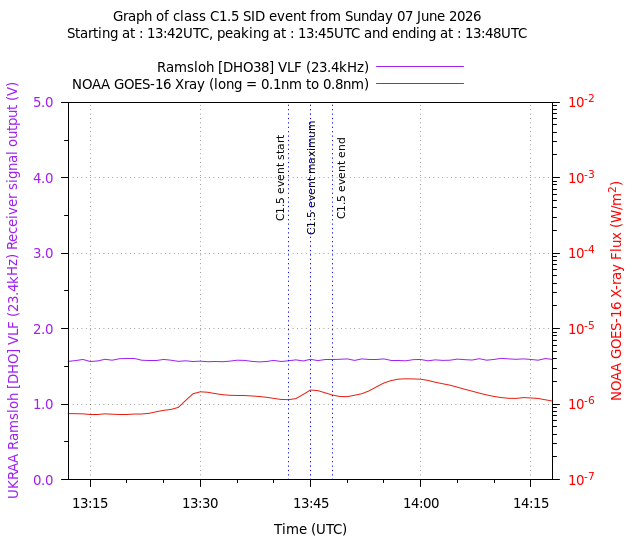 Graph of class C1.5 SID event from Sunday 07 June 2026
Starting at : 13:42UTC, peaking at : 13:45UTC and ending at : 13:48UTC
Ramsloh [DHO38] VLF (23.4kHz)
NOAA GOES-16 Xray (long = 0.1nm to 0.8nm)
UKRAA Ramsloh [DHO] VLF (23.4kHz) Receiver signal output (V)
5.0
4.0
3.0
2.0
1.0
0.0
C1.5 event start
C1.5 event maximum
C1.5 event end
10-2
10-3
10-4
10-5
10-6
10-7
NOAA GOES-16 X-ray Flux (W/m2)
13:15
13:30
13:45
14:00
14:15
Time (UTC)